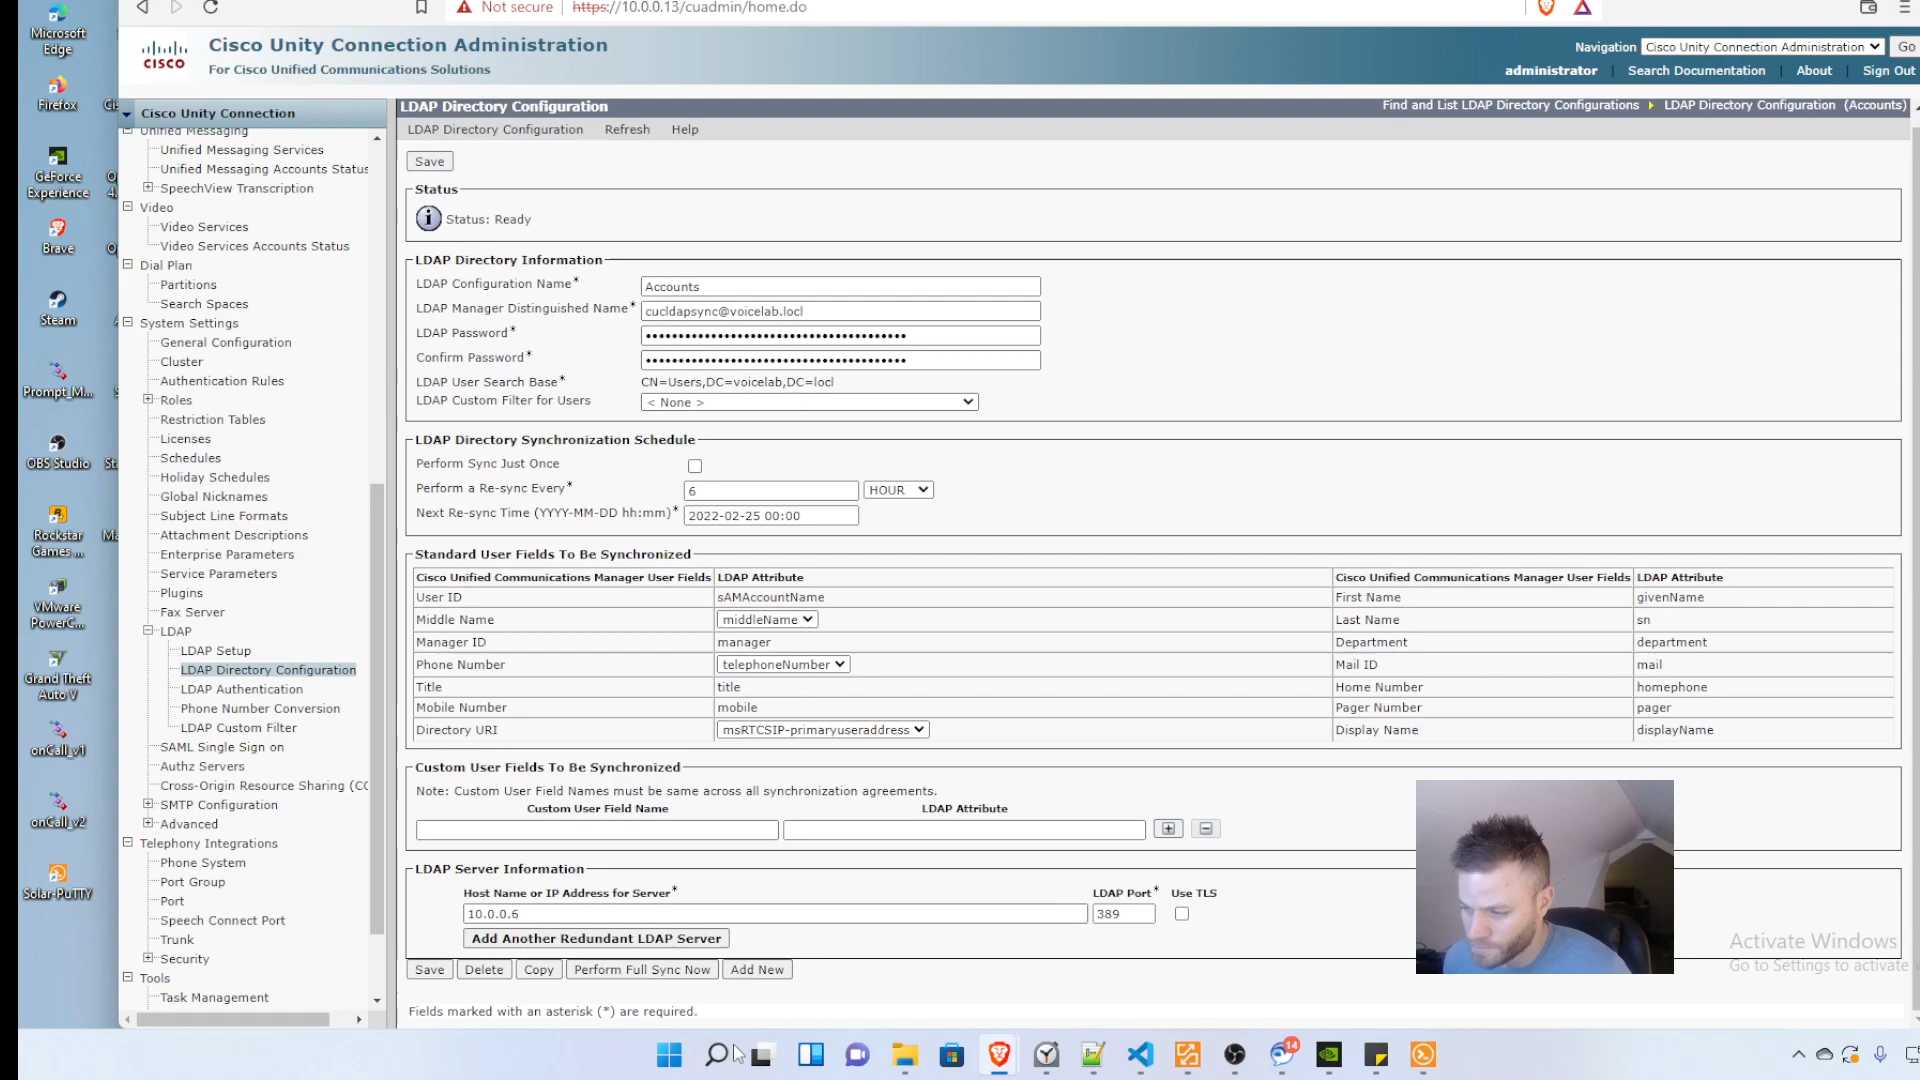 Microsoft Edge
Firefox
GeForce Experience
Brave
Steam
Prompt_M...
OBS Studio
Rockstar Games ...
VMware PowerC...
Grand Theft Auto V
onCall_v1
onCall_v2
Solar-PuTTY
Not secure | https://10.0.0.13/cuadmin/home.do
CISCO
Cisco Unity Connection Administration
For Cisco Unified Communications Solutions
Navigation Cisco Unity Connection Administration Go
administrator | Search Documentation | About | Sign Out
Cisco Unity Connection
Unified Messaging
Unified Messaging Services
Unified Messaging Accounts Status
SpeechView Transcription
Video
Video Services
Video Services Accounts Status
Dial Plan
Partitions
Search Spaces
System Settings
General Configuration
Cluster
Authentication Rules
Roles
Restriction Tables
Licenses
Schedules
Holiday Schedules
Global Nicknames
Subject Line Formats
Attachment Descriptions
Enterprise Parameters
Service Parameters
Plugins
Fax Server
LDAP
LDAP Setup
LDAP Directory Configuration
LDAP Authentication
Phone Number Conversion
LDAP Custom Filter
SAML Single Sign on
Authz Servers
Cross-Origin Resource Sharing (CO
SMTP Configuration
Advanced
Telephony Integrations
Phone System
Port Group
Port
Speech Connect Port
Trunk
Security
Tools
Task Management
LDAP Directory Configuration
Find and List LDAP Directory Configurations LDAP Directory Configuration (Accounts)
LDAP Directory Configuration Refresh Help
Save
Status
Status: Ready
LDAP Directory Information
LDAP Configuration Name* Accounts
LDAP Manager Distinguished Name* cucldapsync@voicelab.locl
LDAP Password* ••••••••••••••••••••••••••••••••••••••••
Confirm Password* ••••••••••••••••••••••••••••••••••••••••
LDAP User Search Base* CN=Users,DC=voicelab,DC=locl
LDAP Custom Filter for Users < None >
LDAP Directory Synchronization Schedule
Perform Sync Just Once
Perform a Re-sync Every* 6 HOUR
Next Re-sync Time (YYYY-MM-DD hh:mm)* 2022-02-25 00:00
Standard User Fields To Be Synchronized
Cisco Unified Communications Manager User Fields LDAP Attribute Cisco Unified Communications Manager User Fields LDAP Attribute
User ID sAMAccountName First Name givenName
Middle Name middleName Last Name sn
Manager ID manager Department department
Phone Number telephoneNumber Mail ID mail
Title title Home Number homephone
Mobile Number mobile Pager Number pager
Directory URI msRTCSIP-primaryuseraddress Display Name displayName
Custom User Fields To Be Synchronized
Note: Custom User Field Names must be same across all synchronization agreements.
Custom User Field Name LDAP Attribute
LDAP Server Information
Host Name or IP Address for Server* LDAP Port* Use TLS
10.0.0.6 389
Add Another Redundant LDAP Server
Save Delete Copy Perform Full Sync Now Add New
Fields marked with an asterisk (*) are required.
Activate Windows
Go to Settings to activate
14